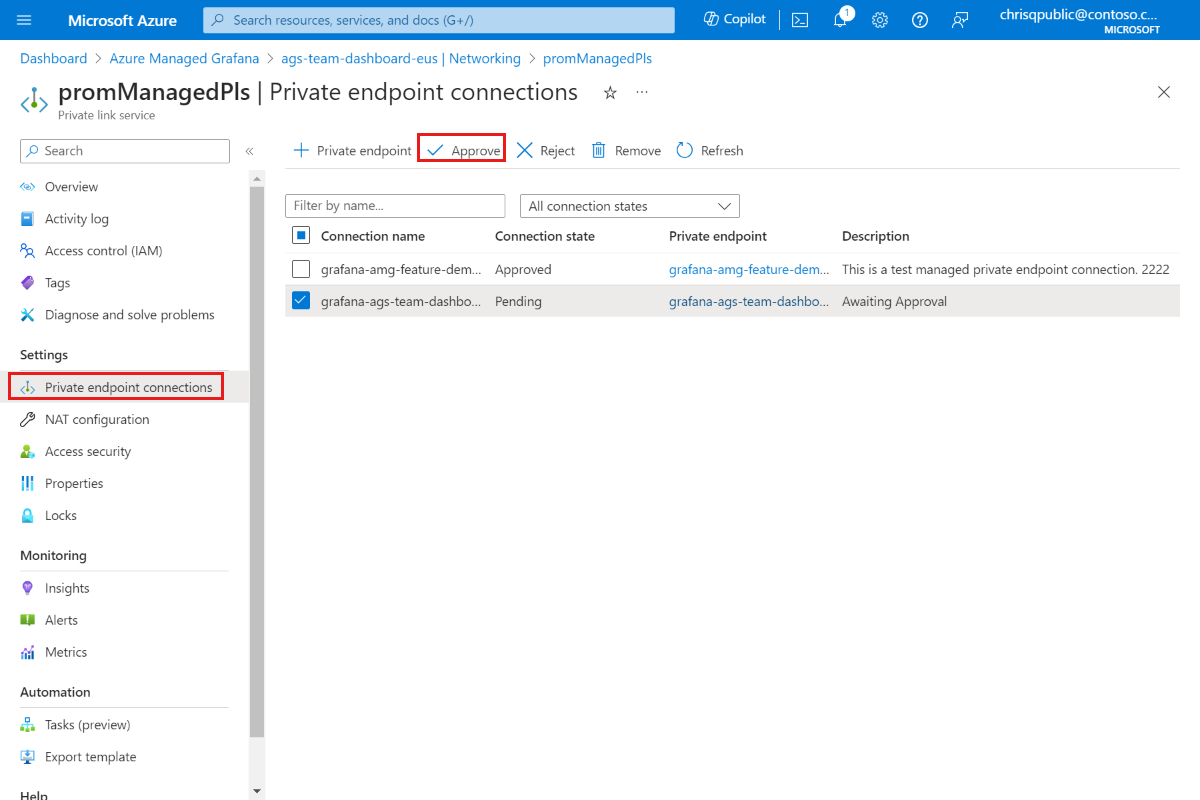 Microsoft Azure
Search resources, services, and docs (G+/)
Copilot
1
chrisqpublic@contoso.c...
MICROSOFT
Dashboard > Azure Managed Grafana > ags-team-dashboard-eus | Networking > promManagedPls
promManagedPls | Private endpoint connections
Private link service
Search
Private endpoint
Approve
Reject
Remove
Refresh
Overview
Activity log
Access control (IAM)
Tags
Diagnose and solve problems
Settings
Private endpoint connections
NAT configuration
Access security
Properties
Locks
Monitoring
Insights
Alerts
Metrics
Automation
Tasks (preview)
Export template
Help
Filter by name...
All connection states
Connection name Connection state Private endpoint Description
grafana-amg-feature-dem... Approved grafana-amg-feature-dem... This is a test managed private endpoint connection. 2222
grafana-ags-team-dashbo... Pending grafana-ags-team-dashbo... Awaiting Approval